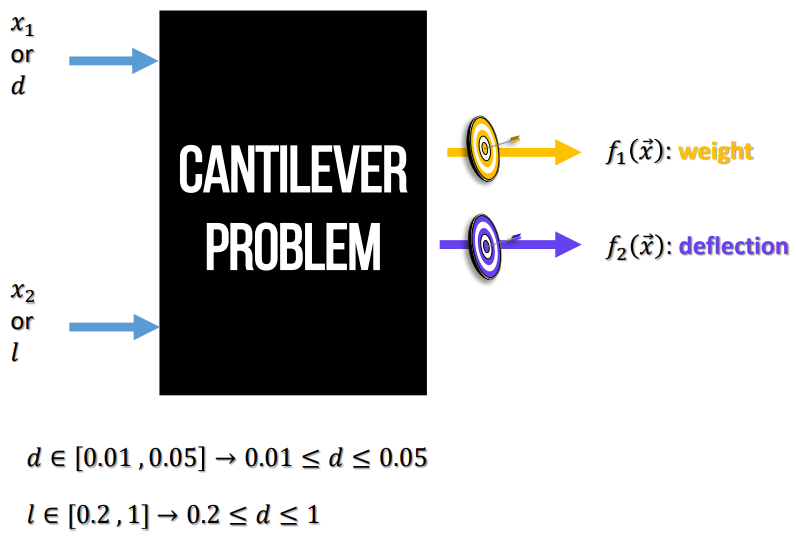 x₁
or
d
CANTILEVER
PROBLEM
f₁(x⃗): weight
f₂(x⃗): deflection
x₂
or
l
d ∈ [0.01 , 0.05] → 0.01 ≤ d ≤ 0.05
l ∈ [0.2 , 1] → 0.2 ≤ d ≤ 1